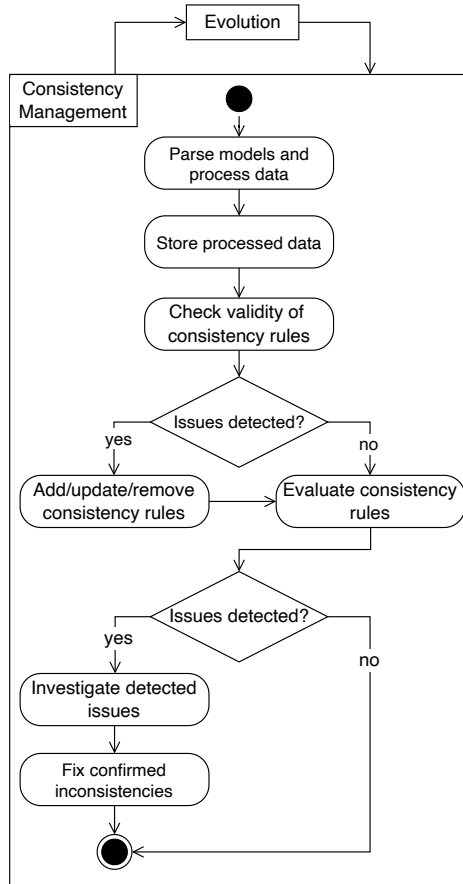 Evolution
Consistency
Management
Parse models and
process data
Store processed data
Check validity of
consistency rules
Issues detected?
yes
no
Add/update/remove
consistency rules
Evaluate consistency
rules
Issues detected?
yes
no
Investigate detected
issues
Fix confirmed
inconsistencies